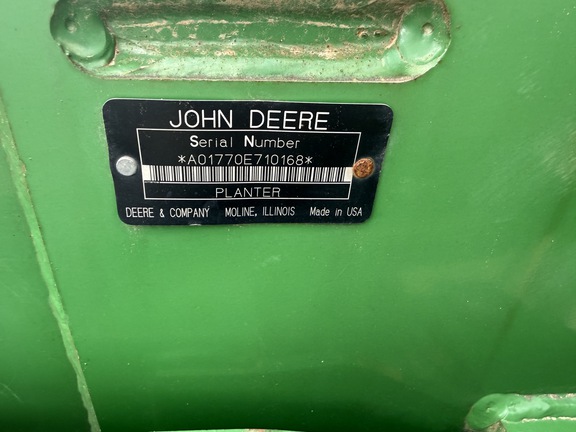 JOHN DEERE
Serial Number
*A01770E710168*
PLANTER
DEERE & COMPANY MOLINE, ILLINOIS Made in USA